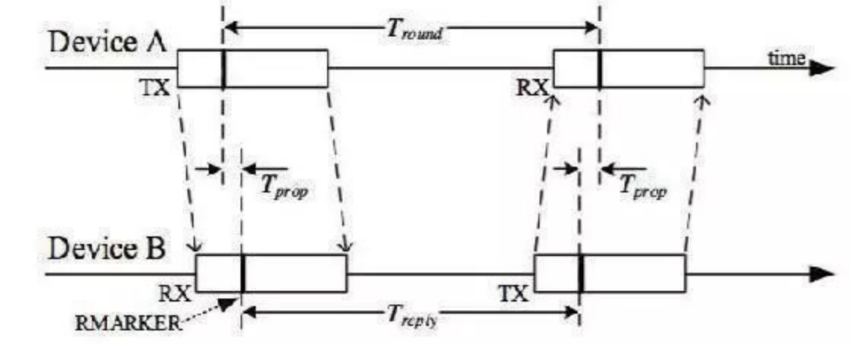 T_round
Device A
time
TX
RX
T_prop
T_prop
Device B
RX
TX
T_reply
RMARKER